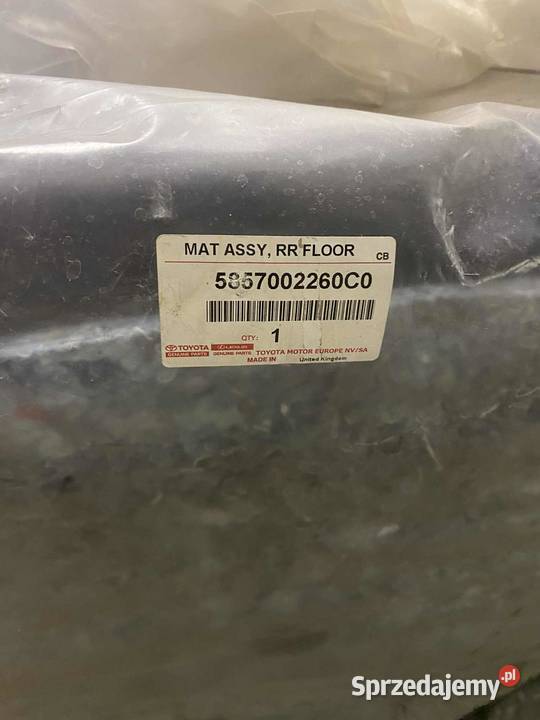 MAT ASSY, RR FLOOR CB
5857002260C0
QTY: 1
TOYOTA LEXUS
GENUINE PARTS GENUINE PARTS TOYOTA MOTOR EUROPE NV/SA
MADE IN United Kingdom
Sprzedajemy.pl